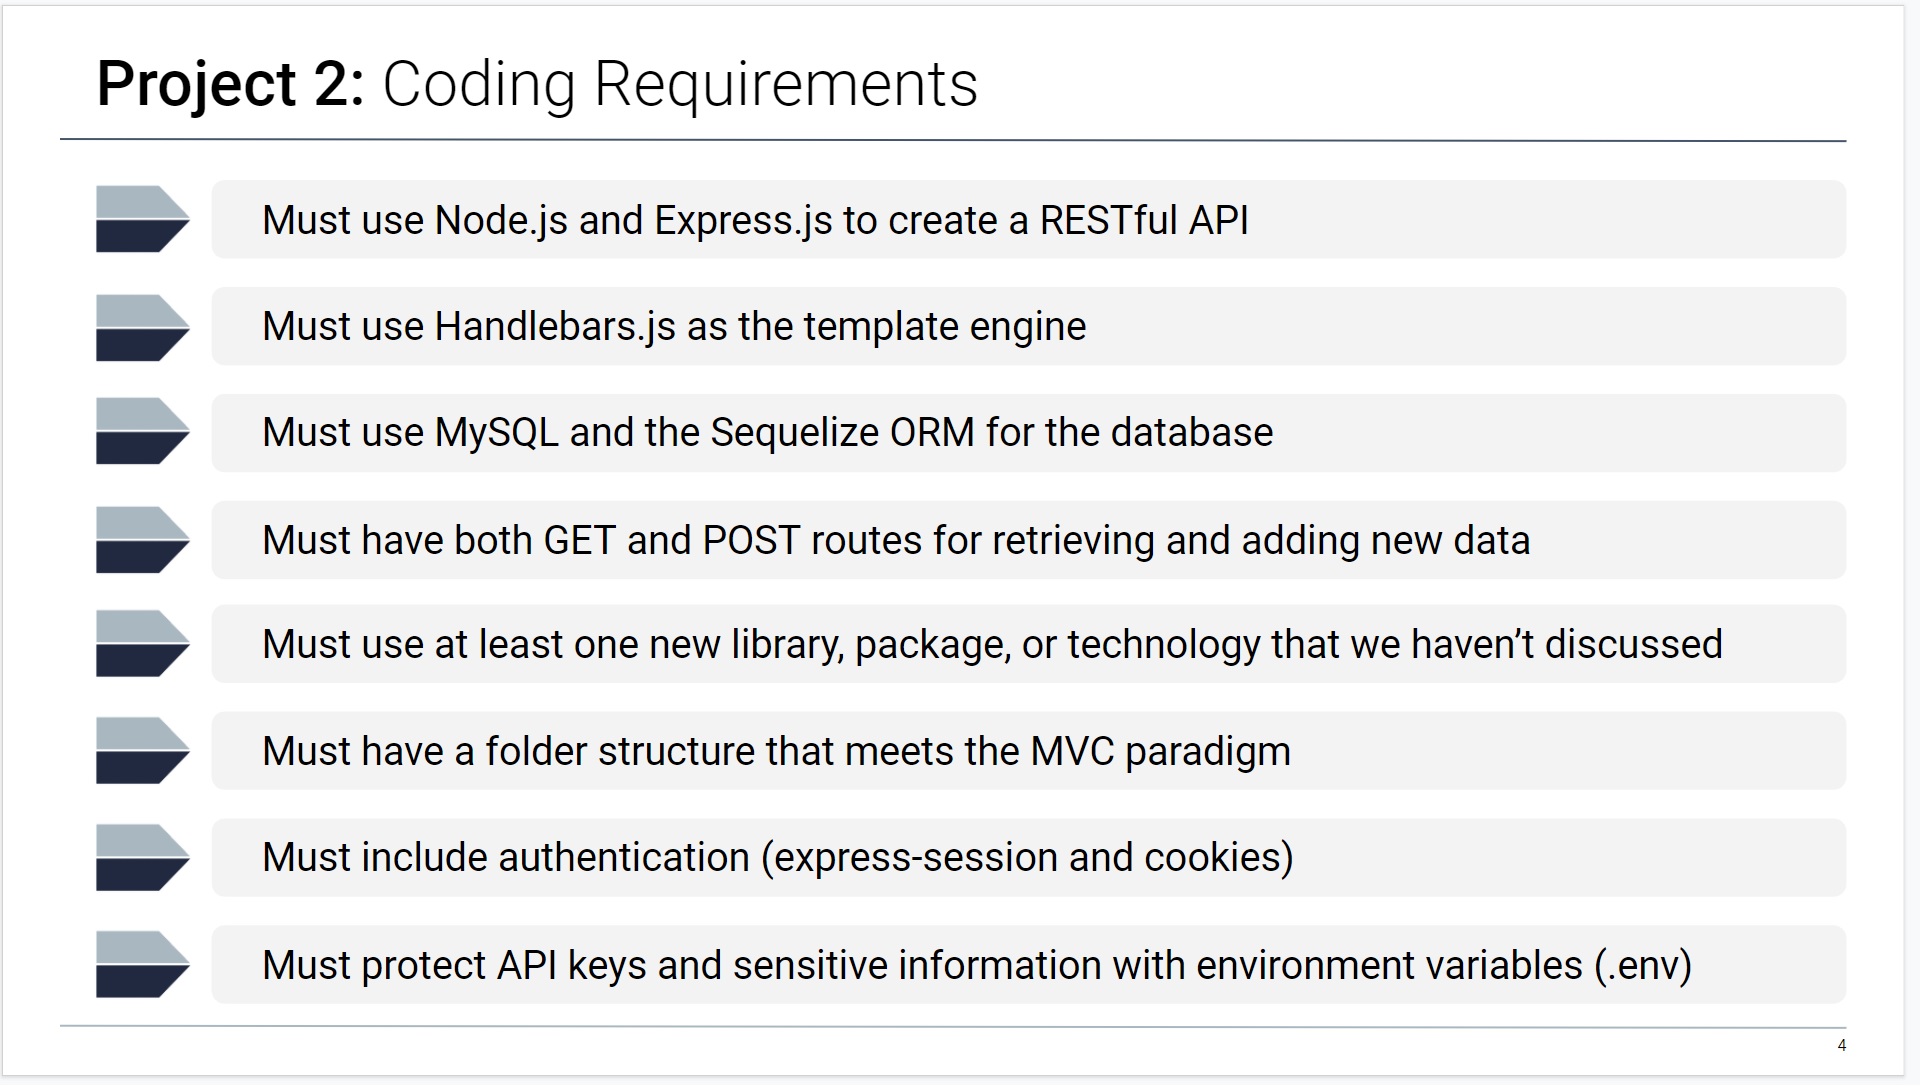 Project 2: Coding Requirements
Must use Node.js and Express.js to create a RESTful API
Must use Handlebars.js as the template engine
Must use MySQL and the Sequelize ORM for the database
Must have both GET and POST routes for retrieving and adding new data
Must use at least one new library, package, or technology that we haven’t discussed
Must have a folder structure that meets the MVC paradigm
Must include authentication (express-session and cookies)
Must protect API keys and sensitive information with environment variables (.env)
4